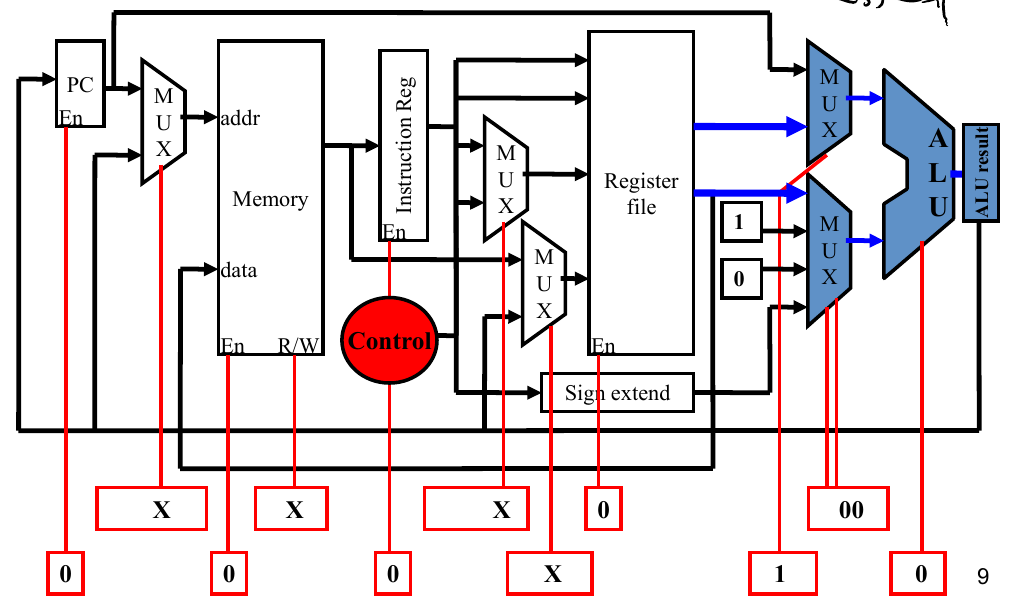 PC
En
M
U
X
addr
Memory
data
En
R/W
Instruction Reg
En
Control
M
U
X
M
U
X
Register
file
En
Sign extend
1
0
M
U
X
M
U
X
A
L
U
ALU result
X
X
X
0
00
0
0
0
X
1
0
9